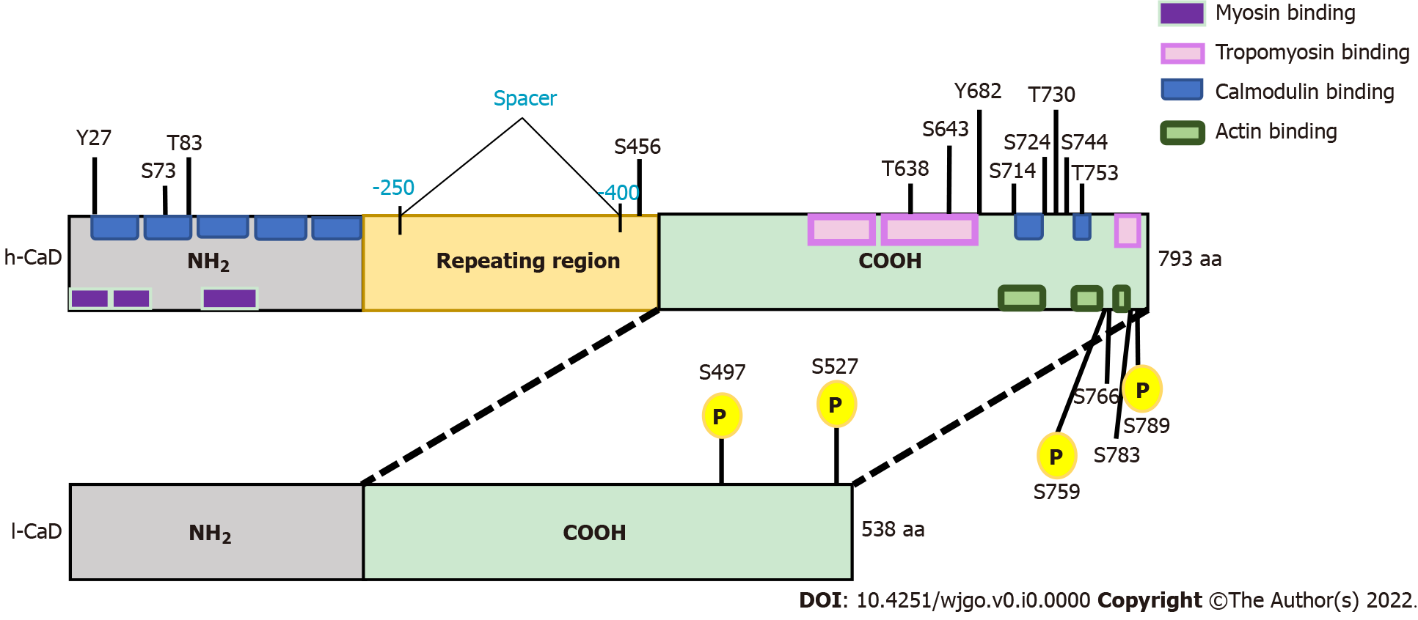 Myosin binding
Tropomyosin binding
Calmodulin binding
Actin binding
Spacer
Y27
S73
T83
-250
-400
S456
T638
S643
Y682
S714
S724
T730
S744
T753
h-CaD
NH2
Repeating region
COOH
793 aa
S497
P
S527
P
S766
P
S789
S783
P
S759
l-CaD
NH2
COOH
538 aa
DOI: 10.4251/wjgo.v0.i0.0000 Copyright ©The Author(s) 2022.